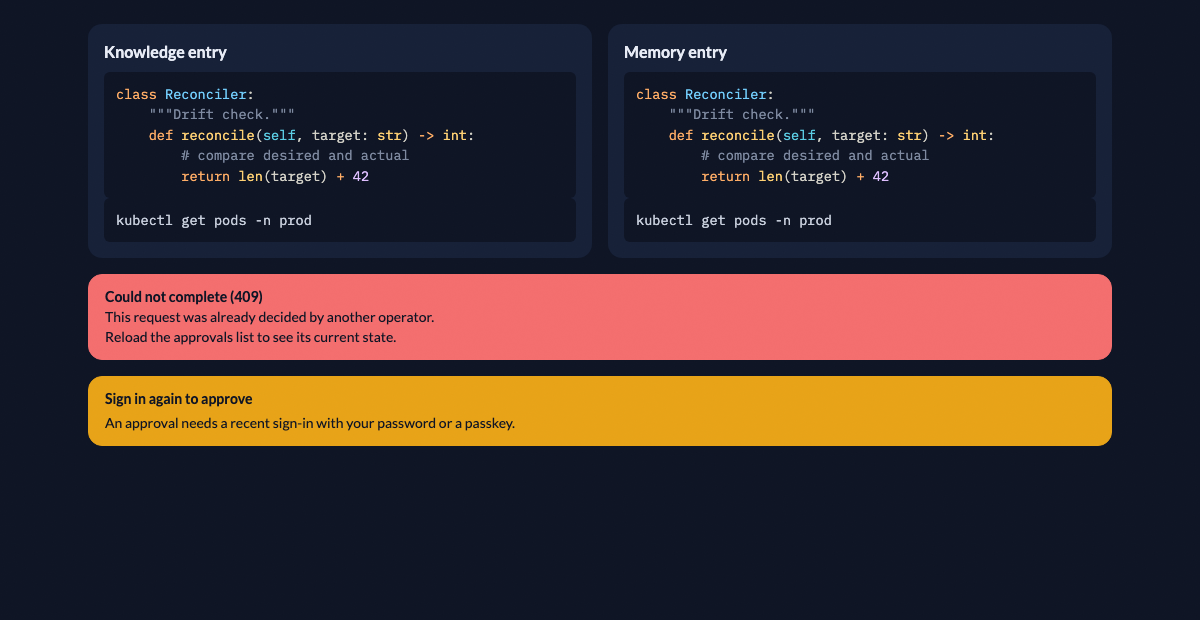 Knowledge entry
class Reconciler:
    """Drift check."""
    def reconcile(self, target: str) -> int:
        # compare desired and actual
        return len(target) + 42
kubectl get pods -n prod
Memory entry
class Reconciler:
    """Drift check."""
    def reconcile(self, target: str) -> int:
        # compare desired and actual
        return len(target) + 42
kubectl get pods -n prod
Could not complete (409)
This request was already decided by another operator.
Reload the approvals list to see its current state.
Sign in again to approve
An approval needs a recent sign-in with your password or a passkey.